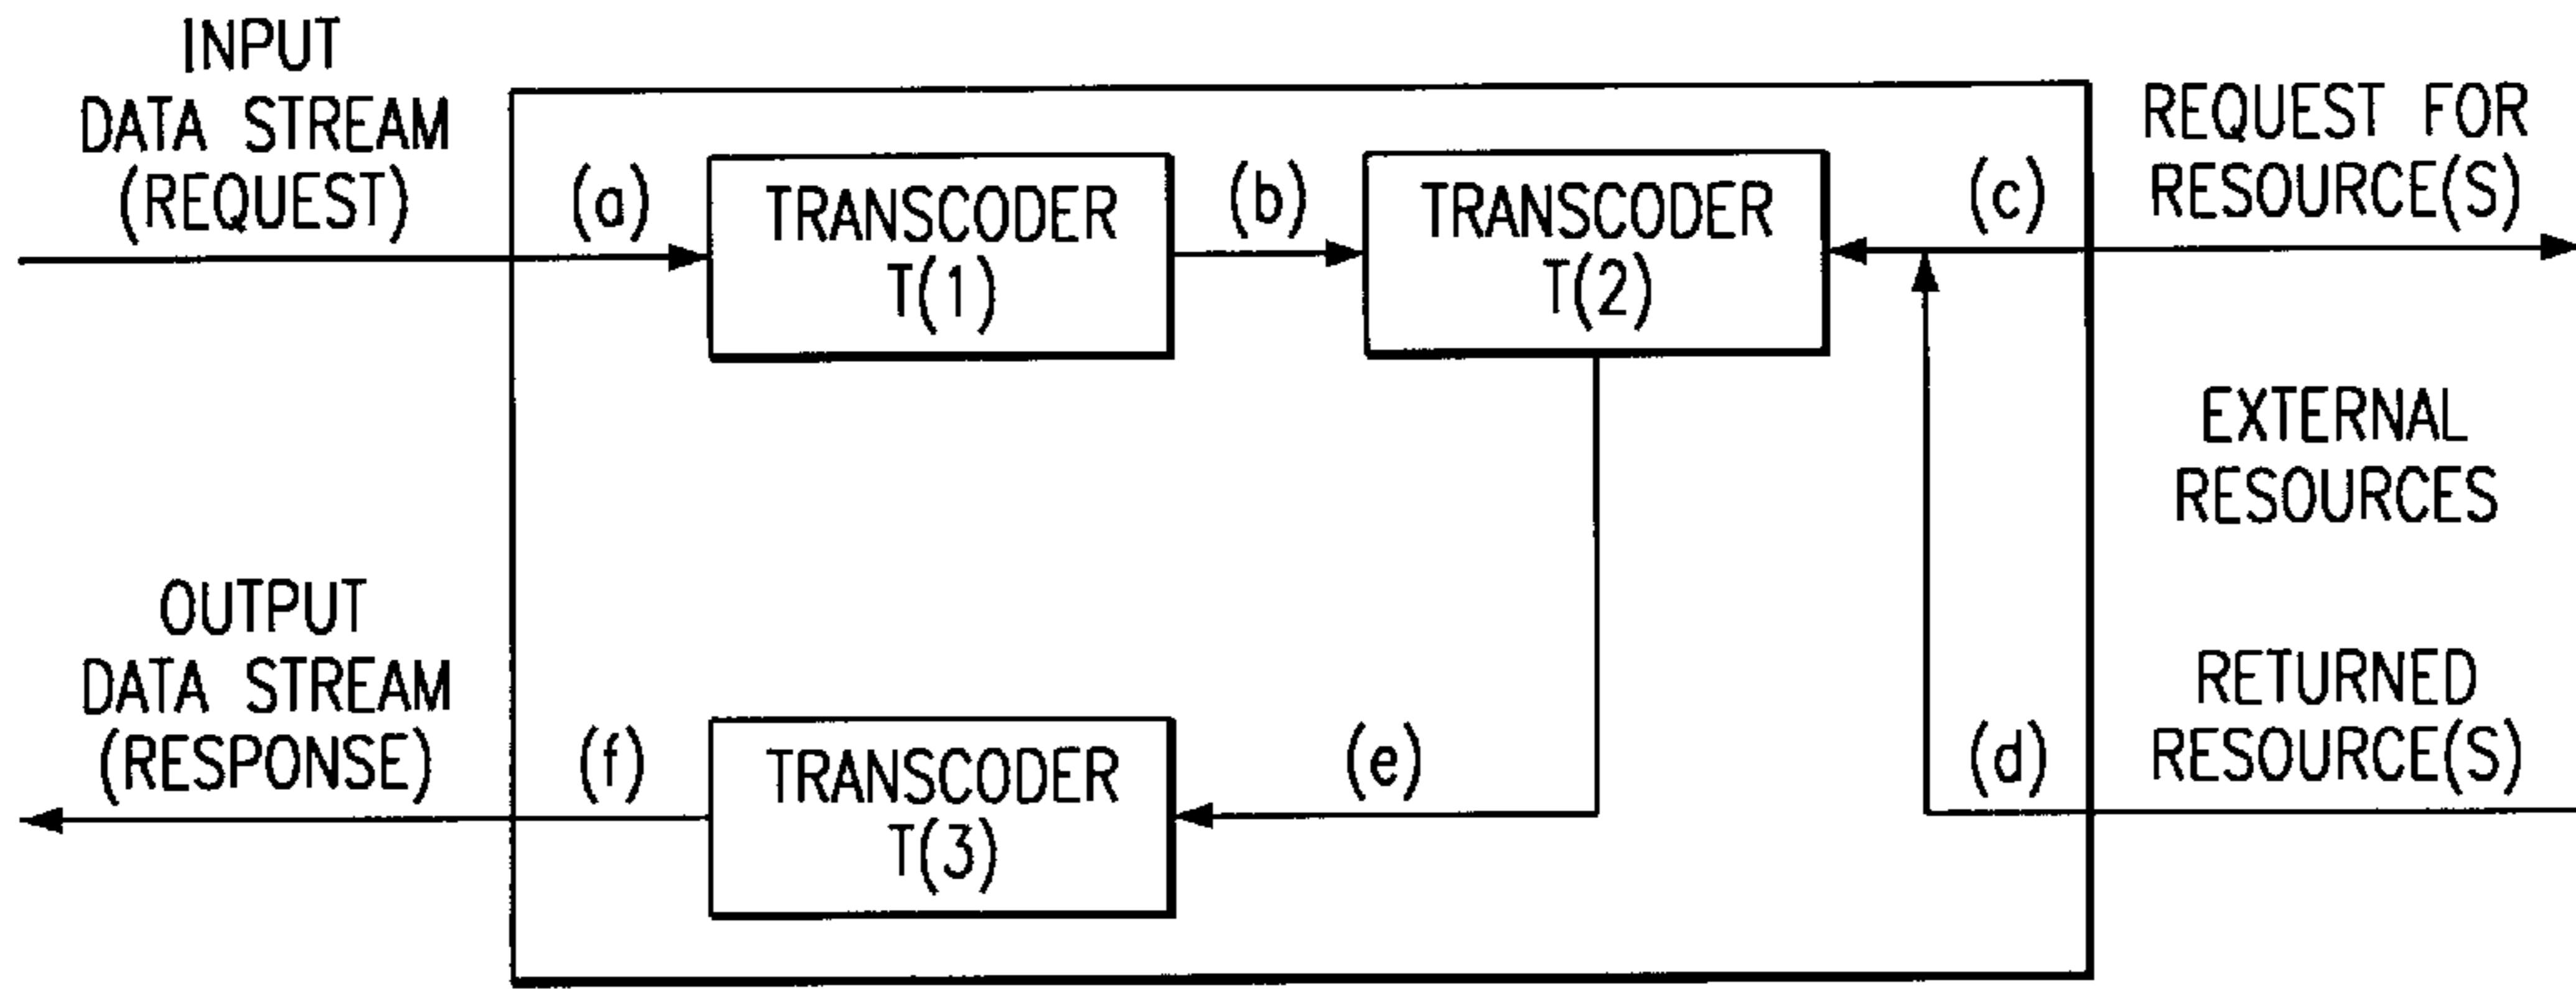 INPUT
DATA STREAM
(REQUEST)
(a)
TRANSCODER
T(1)
(b)
TRANSCODER
T(2)
(c)
REQUEST FOR
RESOURCE(S)
EXTERNAL
RESOURCES
OUTPUT
DATA STREAM
(RESPONSE)
(f)
TRANSCODER
T(3)
(e)
(d)
RETURNED
RESOURCE(S)